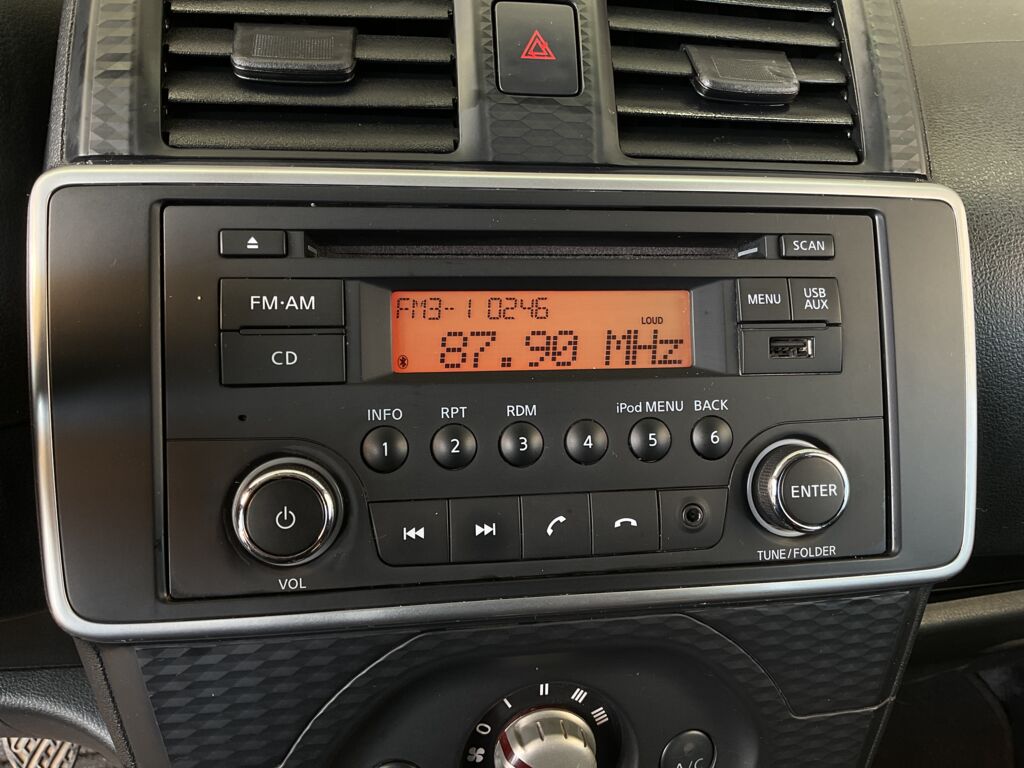 SCAN
FM·AM
CD
FM3-1 0246
LOUD
87.90 MHz
MENU
USB AUX
INFO
RPT
RDM
iPod MENU
BACK
1
2
3
4
5
6
VOL
ENTER
TUNE/FOLDER
0
A/C